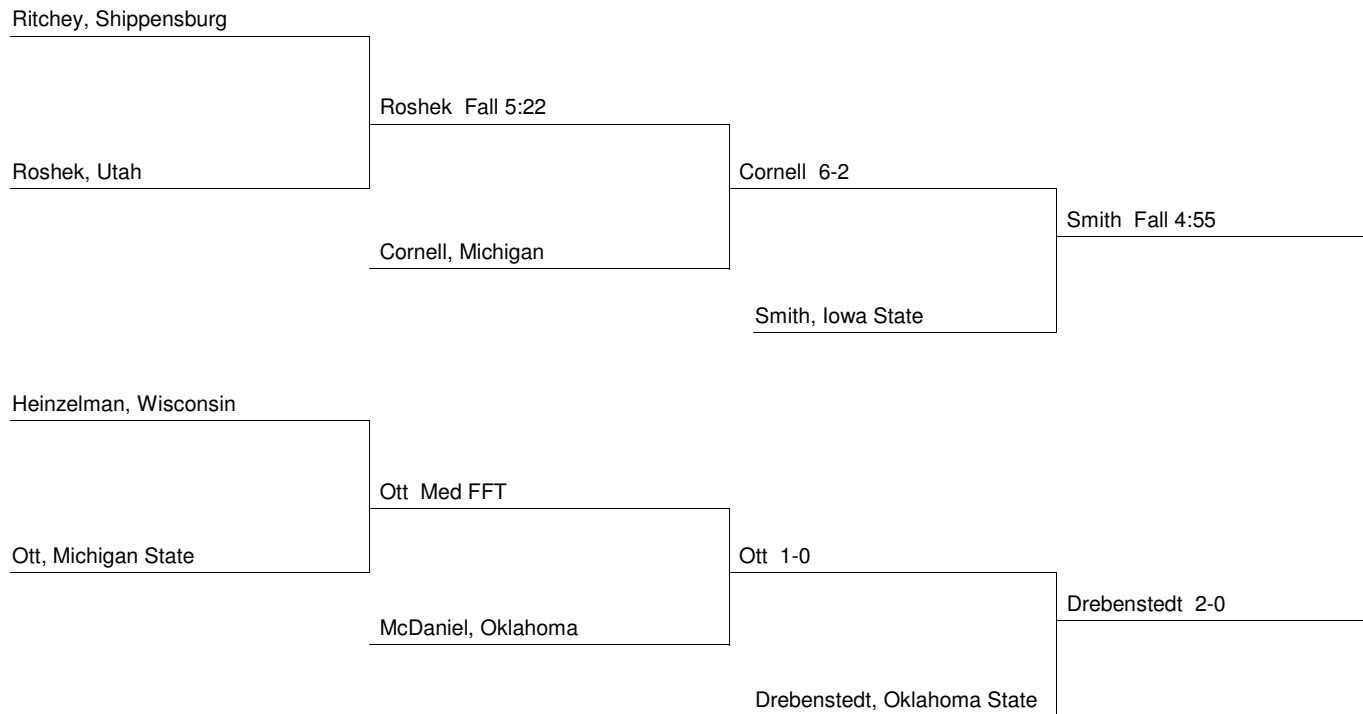 Ritchey, Shippensburg
Roshek  Fall 5:22
Roshek, Utah
Cornell  6-2
Smith  Fall 4:55
Cornell, Michigan
Smith, Iowa State
Heinzelman, Wisconsin
Ott  Med FFT
Ott, Michigan State
Ott  1-0
Drebenstedt  2-0
McDaniel, Oklahoma
Drebenstedt, Oklahoma State